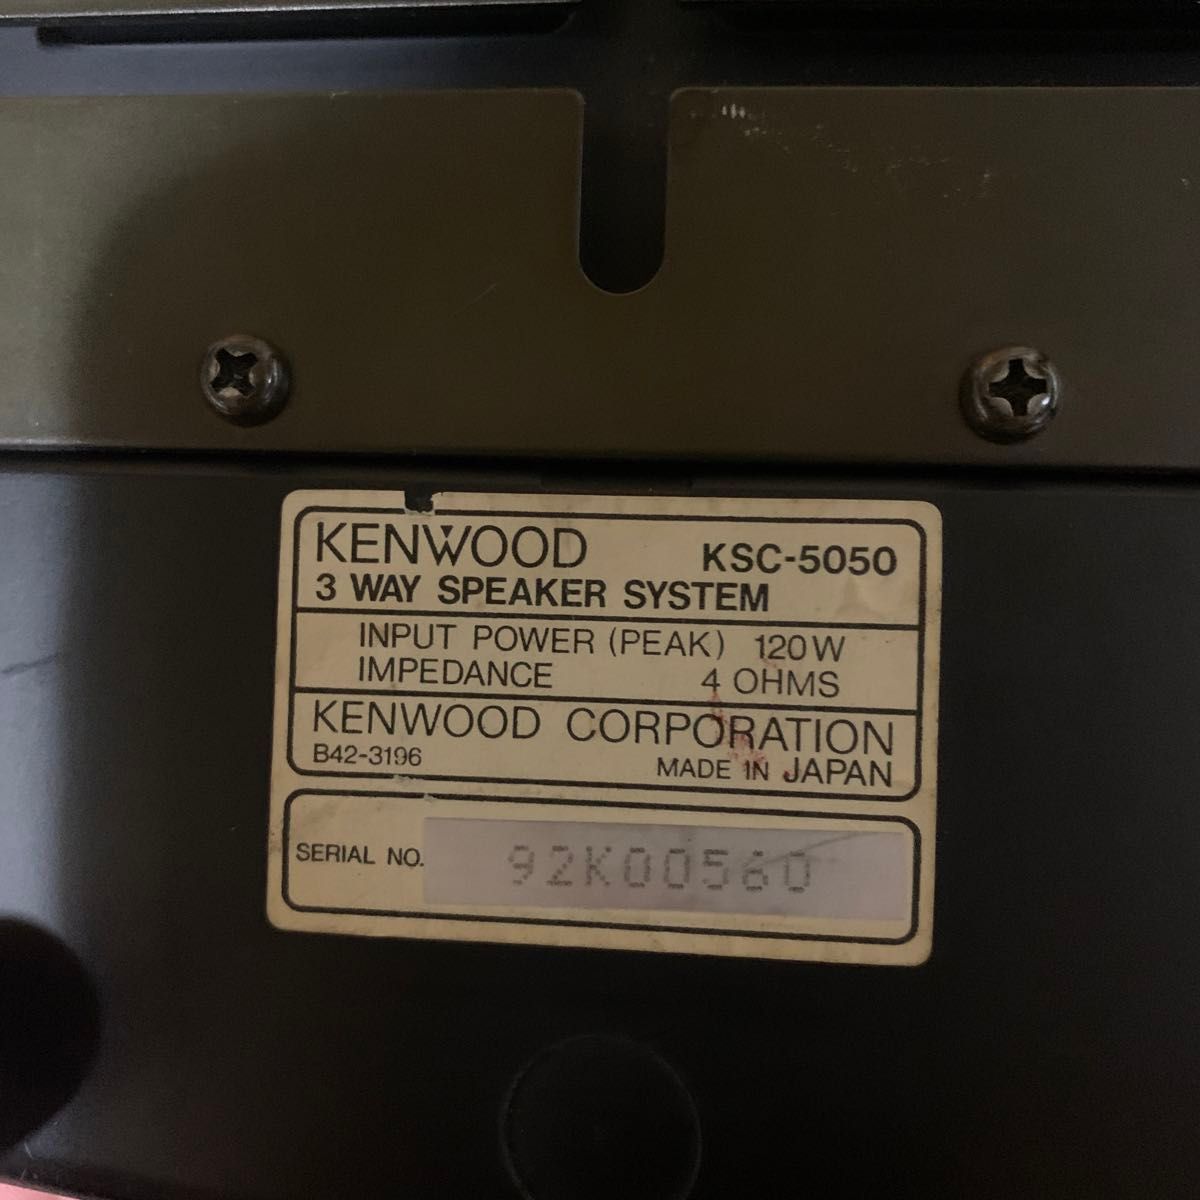 KENWOOD KSC-5050
3 WAY SPEAKER SYSTEM
INPUT POWER (PEAK) 120W
IMPEDANCE 4 OHMS
KENWOOD CORPORATION
B42-3196 MADE IN JAPAN
SERIAL NO. 92K00560